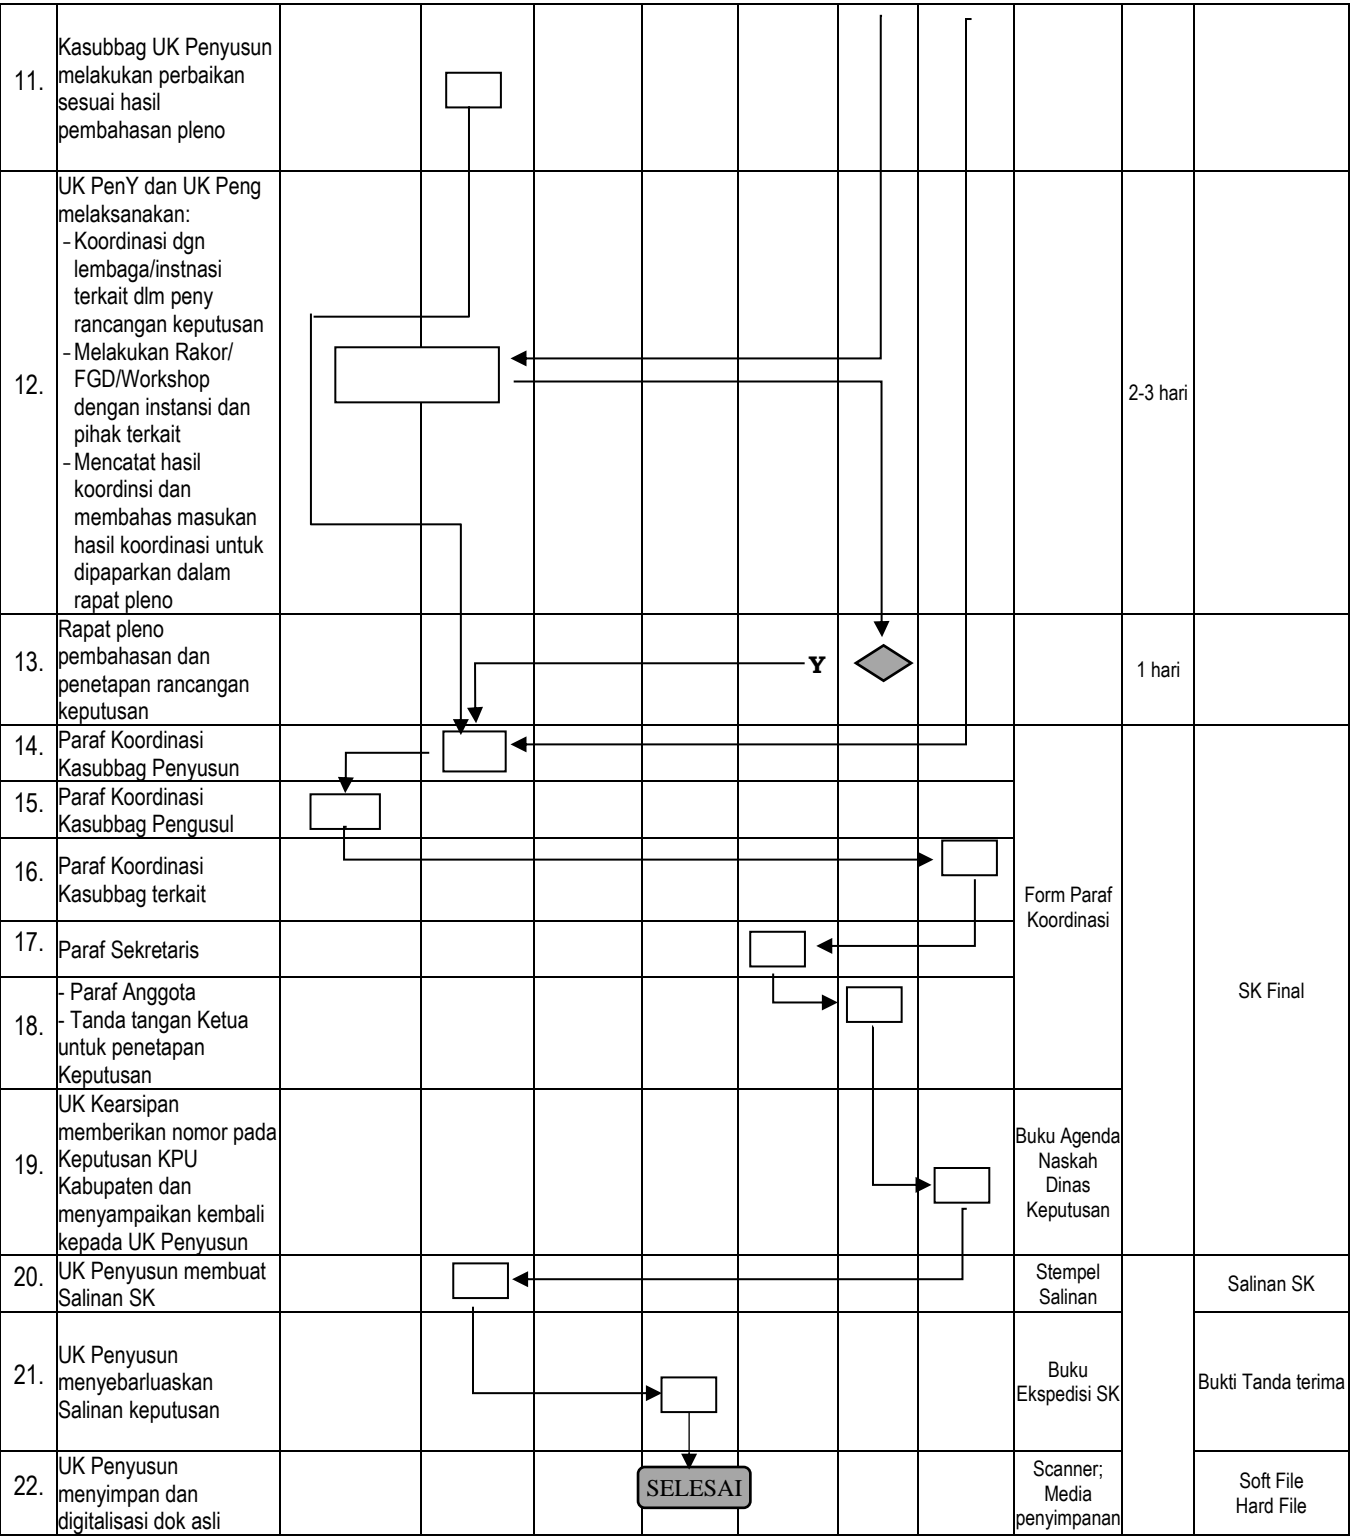 11.
Kasubbag UK Penyusun
melakukan perbaikan
sesuai hasil
pembahasan pleno
12.
UK PenY dan UK Peng
melaksanakan:
- Koordinasi dgn
lembaga/instnasi
terkait dlm peny
rancangan keputusan
- Melakukan Rakor/
FGD/Workshop
dengan instansi dan
pihak terkait
- Mencatat hasil
koordinsi dan
membahas masukan
hasil koordinasi untuk
dipaparkan dalam
rapat pleno
2-3 hari
13.
Rapat pleno
pembahasan dan
penetapan rancangan
keputusan
Y
1 hari
14.
Paraf Koordinasi
Kasubbag Penyusun
15.
Paraf Koordinasi
Kasubbag Pengusul
16.
Paraf Koordinasi
Kasubbag terkait
Form Paraf
Koordinasi
17.
Paraf Sekretaris
18.
- Paraf Anggota
- Tanda tangan Ketua
untuk penetapan
Keputusan
SK Final
19.
UK Kearsipan
memberikan nomor pada
Keputusan KPU
Kabupaten dan
menyampaikan kembali
kepada UK Penyusun
Buku Agenda
Naskah
Dinas
Keputusan
20.
UK Penyusun membuat
Salinan SK
Stempel
Salinan
Salinan SK
21.
UK Penyusun
menyebarluaskan
Salinan keputusan
Buku
Ekspedisi SK
Bukti Tanda terima
22.
UK Penyusun
menyimpan dan
digitalisasi dok asli
SELESAI
Scanner;
Media
penyimpanan
Soft File
Hard File